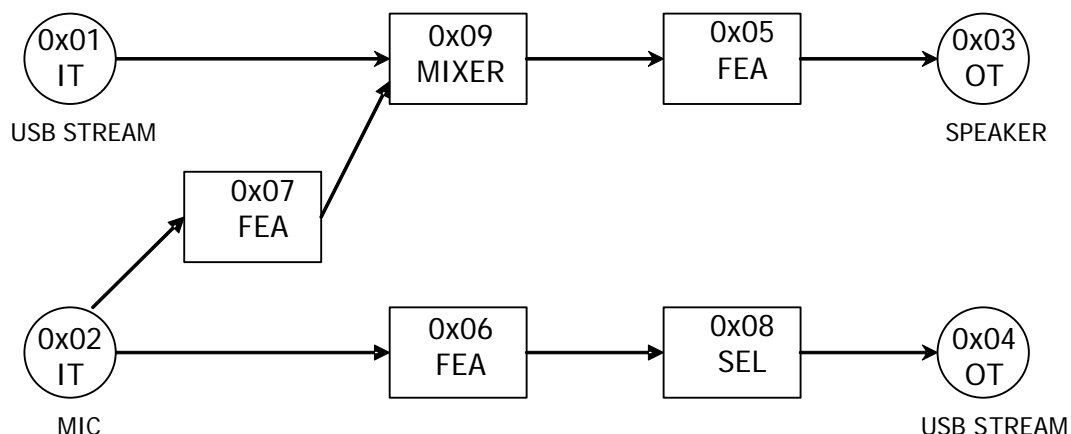 0x01
IT
USB STREAM
0x09
MIXER
0x05
FEA
0x03
OT
SPEAKER
0x07
FEA
0x02
IT
MIC
0x06
FEA
0x08
SEL
0x04
OT
USB STREAM